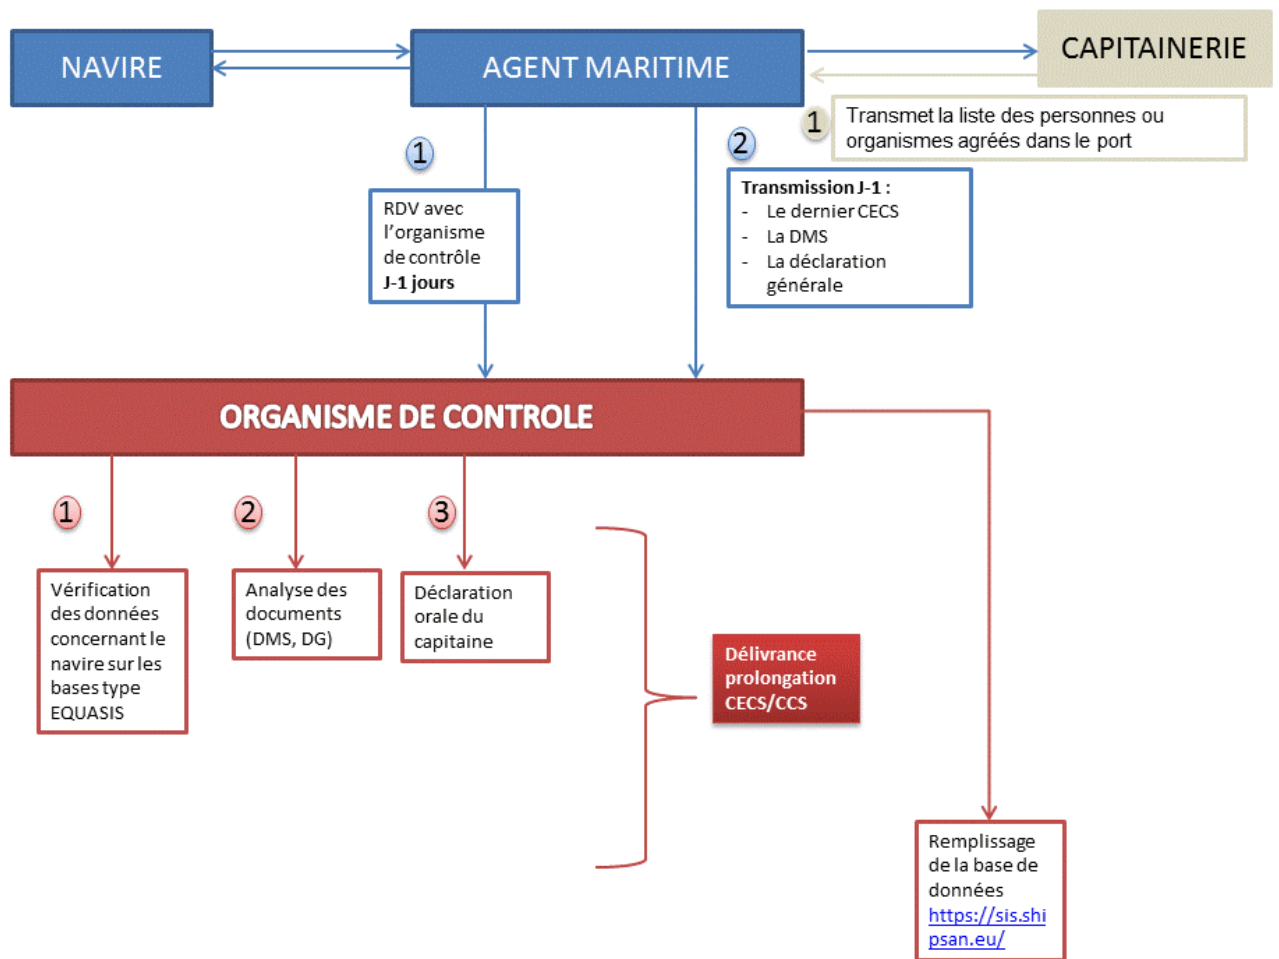 NAVIRE
AGENT MARITIME
CAPITAINERIE
1
Transmet la liste des personnes ou
organismes agréés dans le port
1
RDV avec
l'organisme
de contrôle
J-1 jours
2
Transmission J-1 :
- Le dernier CECS
- La DMS
- La déclaration
générale
ORGANISME DE CONTROLE
1
Vérification
des données
concernant le
navire sur les
bases type
EQUASIS
2
Analyse des
documents
(DMS, DG)
3
Déclaration
orale du
capitaine
Délivrance
prolongation
CECS/CCS
Remplissage
de la base de
données
https://sis.shi
psan.eu/